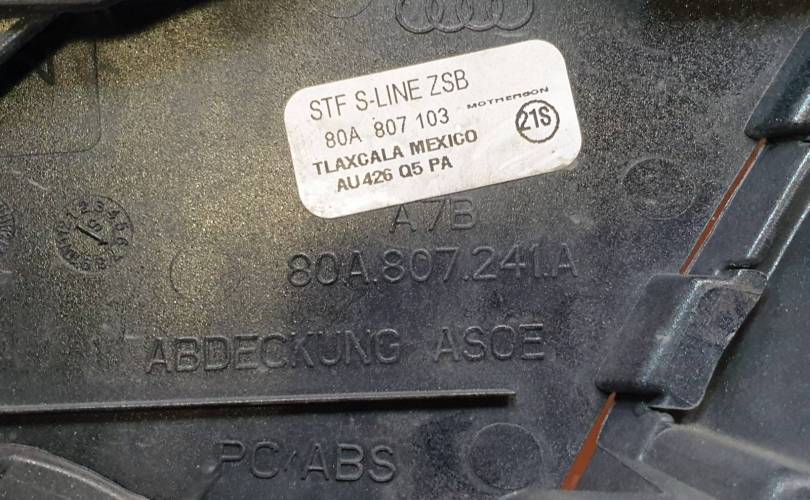 STF S-LINE ZSB
MOTHERSON
80A 807 103
21S
TLAXCALA MEXICO
AU426 Q5 PA
A7B
80A.807.241.A
ABDECKUNG ASOE
PC/ABS